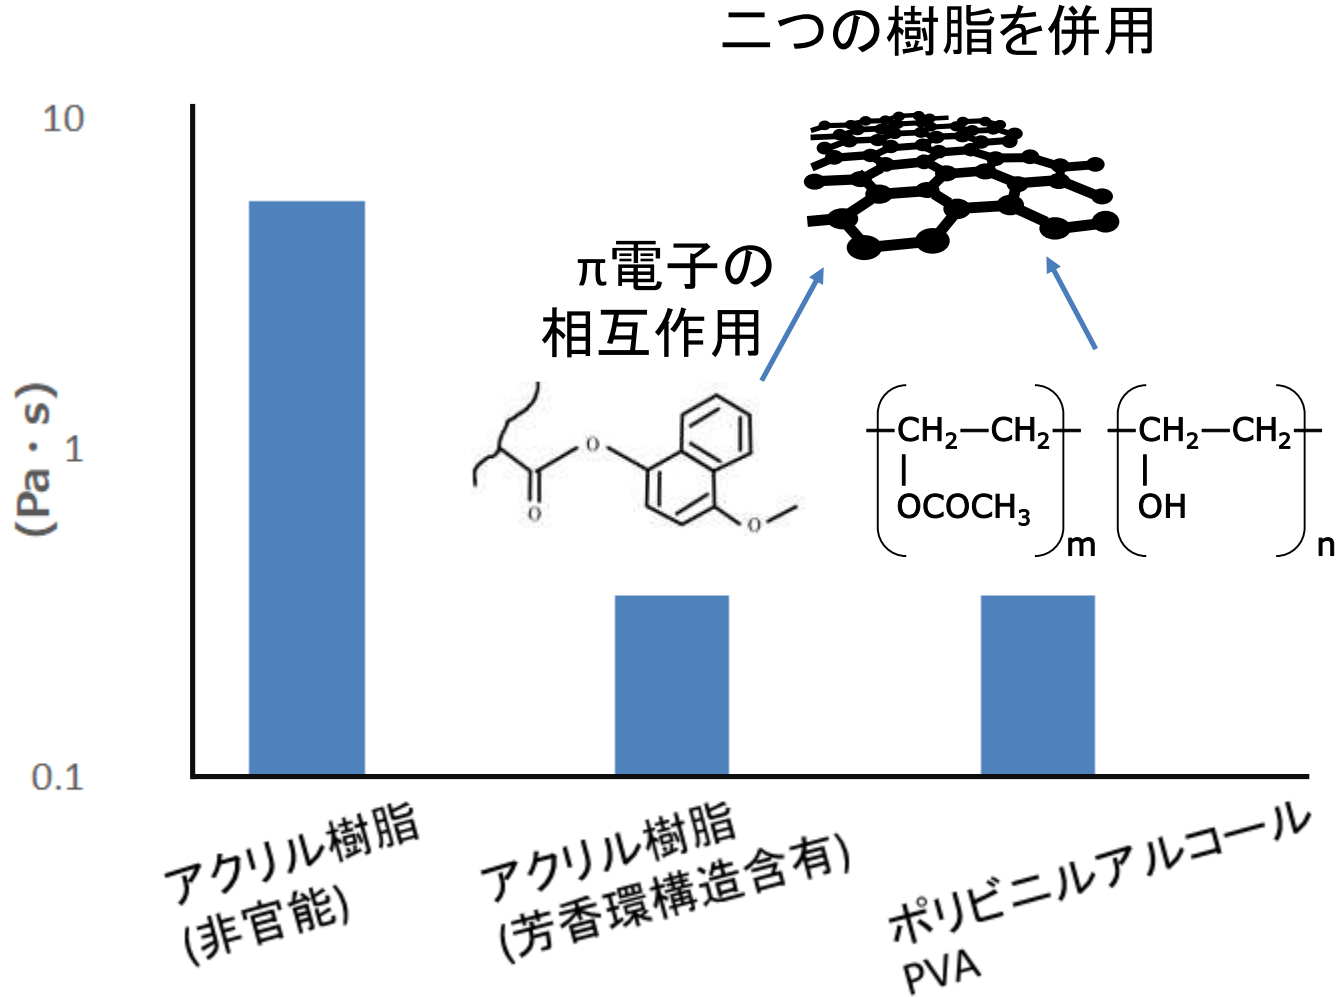 二つの樹脂を併用
10
π電子の
相互作用
(Pa・s)
1
O
O
O
CH2 CH2
OCOCH3
m
CH2 CH2
OH
n
0.1
アクリル樹脂
(非官能)
アクリル樹脂
(芳香環構造含有)
ポリビニルアルコール
PVA